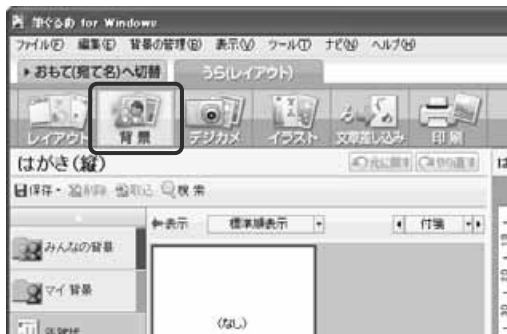 筆ぐるめ for Windows
ファイル(F) 編集(E) 背景の管理(B) 表示(V) ツール(T) ナビ(N) ヘルプ(H)
おもて(宛て名)へ切替 うら(レイアウト)
レイアウト 背景 デジカメ イラスト 文章差し込み 印刷
はがき(縦) 元に戻す やり直す は
保存 削除 取込 検索
表示 標準順表示 付箋
みんなの背景
マイ背景
(なし)
年賀状